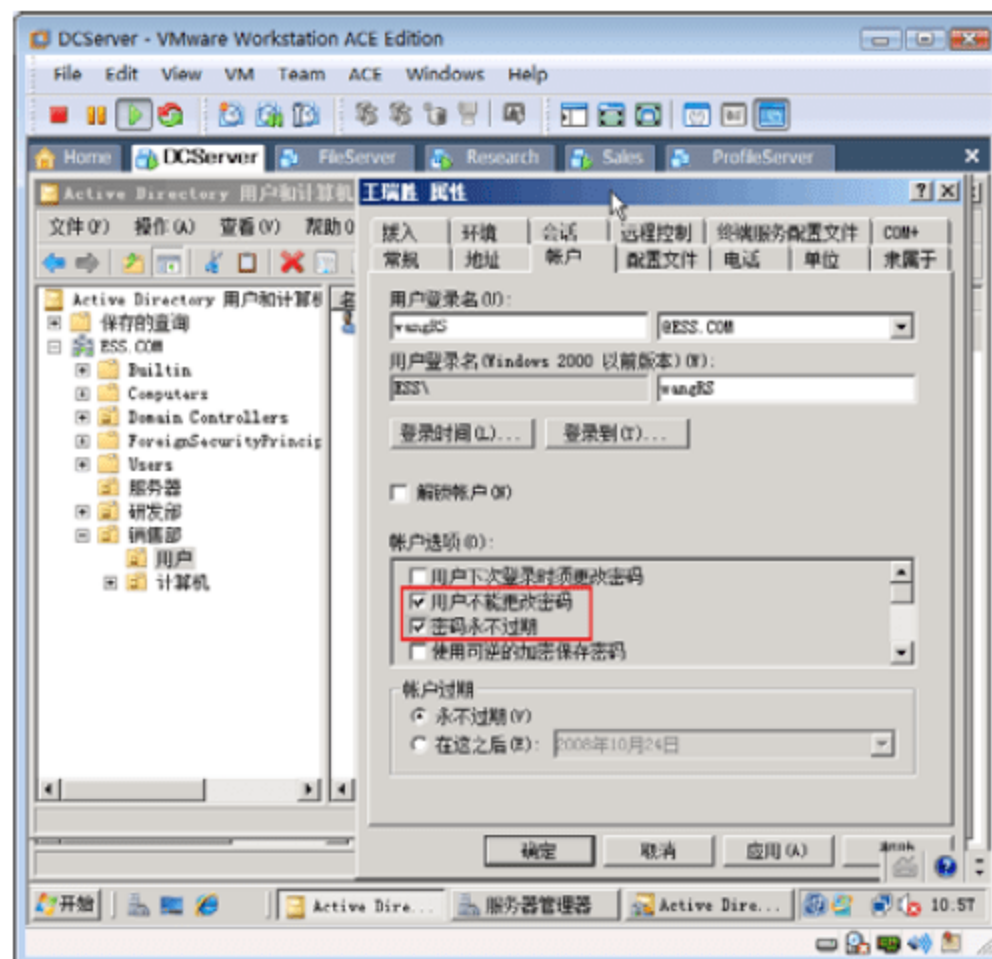 DCServer - VMware Workstation ACE Edition
File Edit View VM Team ACE Windows Help
Home DCServer FileServer Research Sales ProfileServer
Active Directory 用户和计算机
王瑞胜 属性
文件(F) 操作(A) 查看(V) 帮助
拨入 环境 会话 远程控制 终端服务配置文件 COM+
常规 地址 帐户 配置文件 电话 单位 隶属于
Active Directory 用户和计算机
名
保存的查询
ESS.COM
Builtin
Computers
Domain Controllers
ForeignSecurityPrincip
Users
服务器
研发部
销售部
用户
计算机
用户登录名(U):
wangRS @ESS.COM
用户登录名(Windows 2000 以前版本)(W):
ESS\ wangRS
登录时间(L)... 登录到(T)...
解锁帐户(N)
帐户选项(O):
用户下次登录时须更改密码
用户不能更改密码
密码永不过期
使用可逆的加密保存密码
帐户过期
永不过期(V)
在这之后(E): 2008年10月24日
确定 取消 应用(A)
开始 Active Dire... 服务器管理器 Active Dire... 10:57